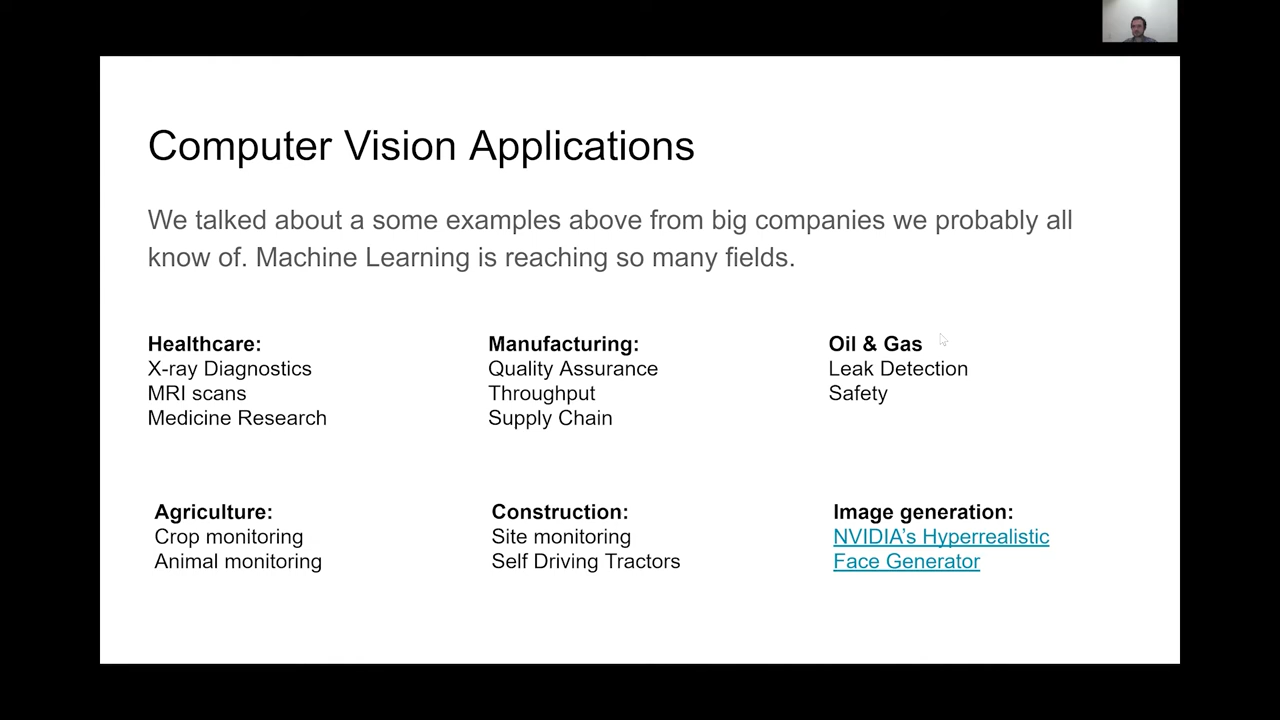 Computer Vision Applications
We talked about a some examples above from big companies we probably all
know of. Machine Learning is reaching so many fields.
Healthcare:
X-ray Diagnostics
MRI scans
Medicine Research
Manufacturing:
Quality Assurance
Throughput
Supply Chain
Oil & Gas
Leak Detection
Safety
Agriculture:
Crop monitoring
Animal monitoring
Construction:
Site monitoring
Self Driving Tractors
Image generation:
NVIDIA’s Hyperrealistic
Face Generator